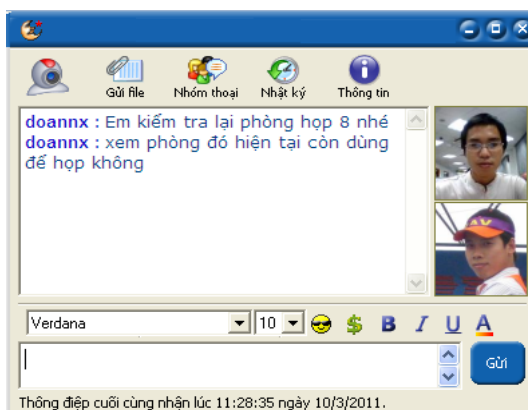 Gửi file
Nhóm thoại
Nhật ký
Thông tin
doannx : Em kiểm tra lại phòng họp 8 nhé
doannx : xem phòng đó hiện tại còn dùng
để họp không
Verdana
10
B I U A
Gửi
Thông điệp cuối cùng nhận lúc 11:28:35 ngày 10/3/2011.